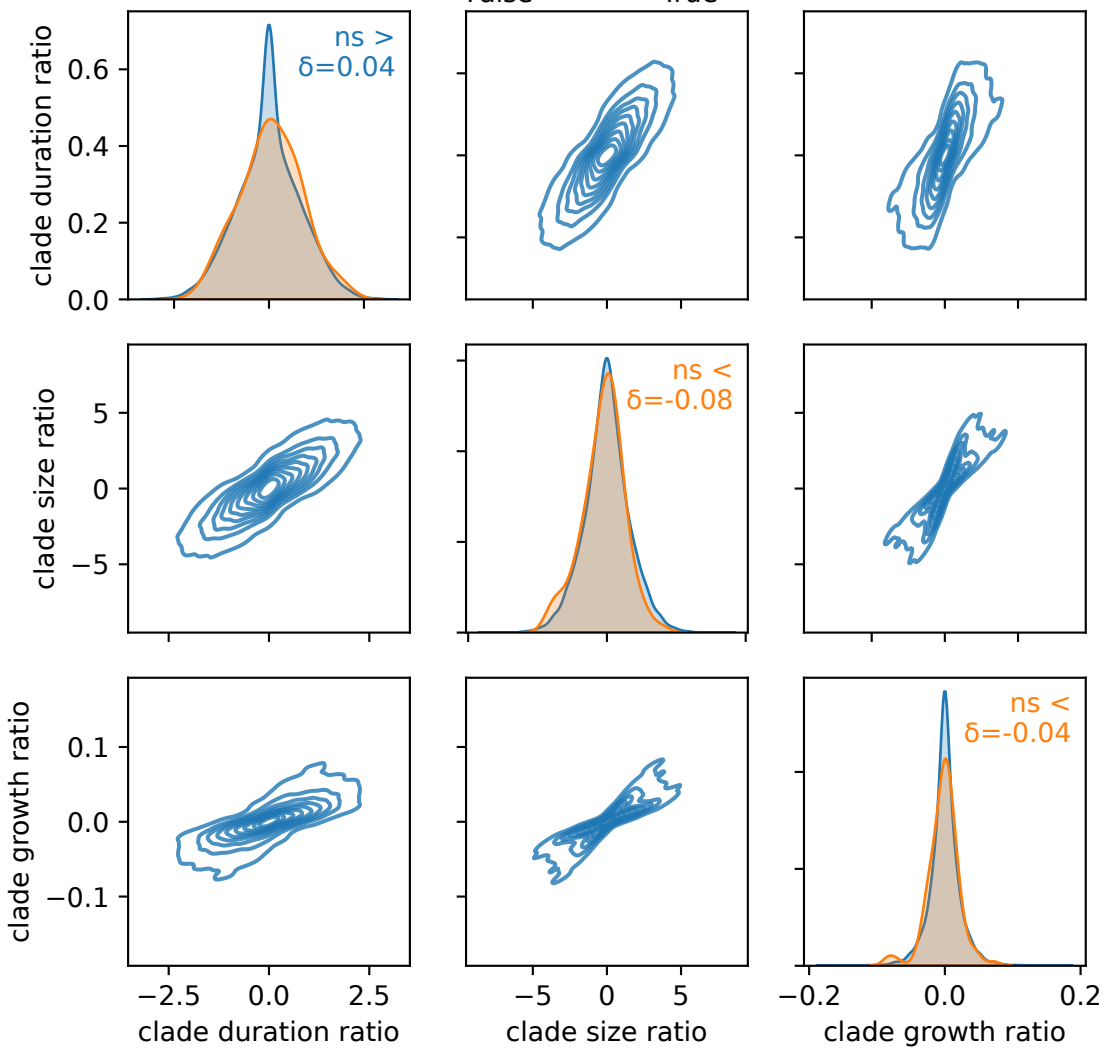 clade duration ratio
0.6
0.4
0.2
0.0
ns >
δ=0.04
clade size ratio
5
0
−5
ns <
δ=-0.08
clade growth ratio
0.1
0.0
−0.1
ns <
δ=-0.04
−2.5 0.0 2.5
−5 0 5
−0.2 0.0 0.2
clade duration ratio
clade size ratio
clade growth ratio